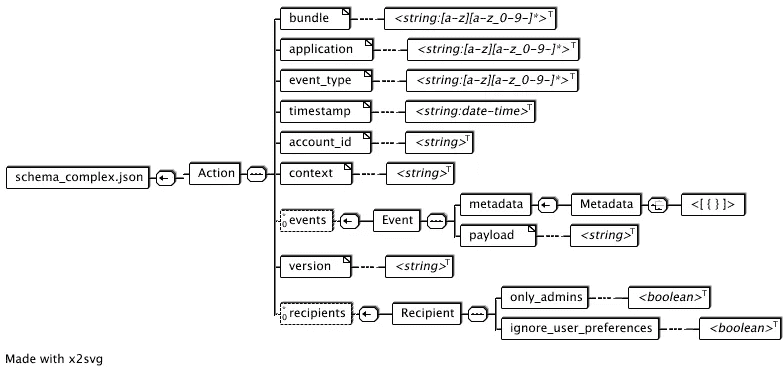 bundle <string:[a-z][a-z_0-9-]*>T
application <string:[a-z][a-z_0-9-]*>T
event_type <string:[a-z][a-z_0-9-]*>T
timestamp <string:date-time>T
account_id <string>T
schema_complex.json Action context <string>T
metadata Metadata <[ { } ]>
* 0 events Event
payload <string>T
version <string>T
only_admins <boolean>T
* 0 recipients Recipient
ignore_user_preferences <boolean>T
Made with x2svg